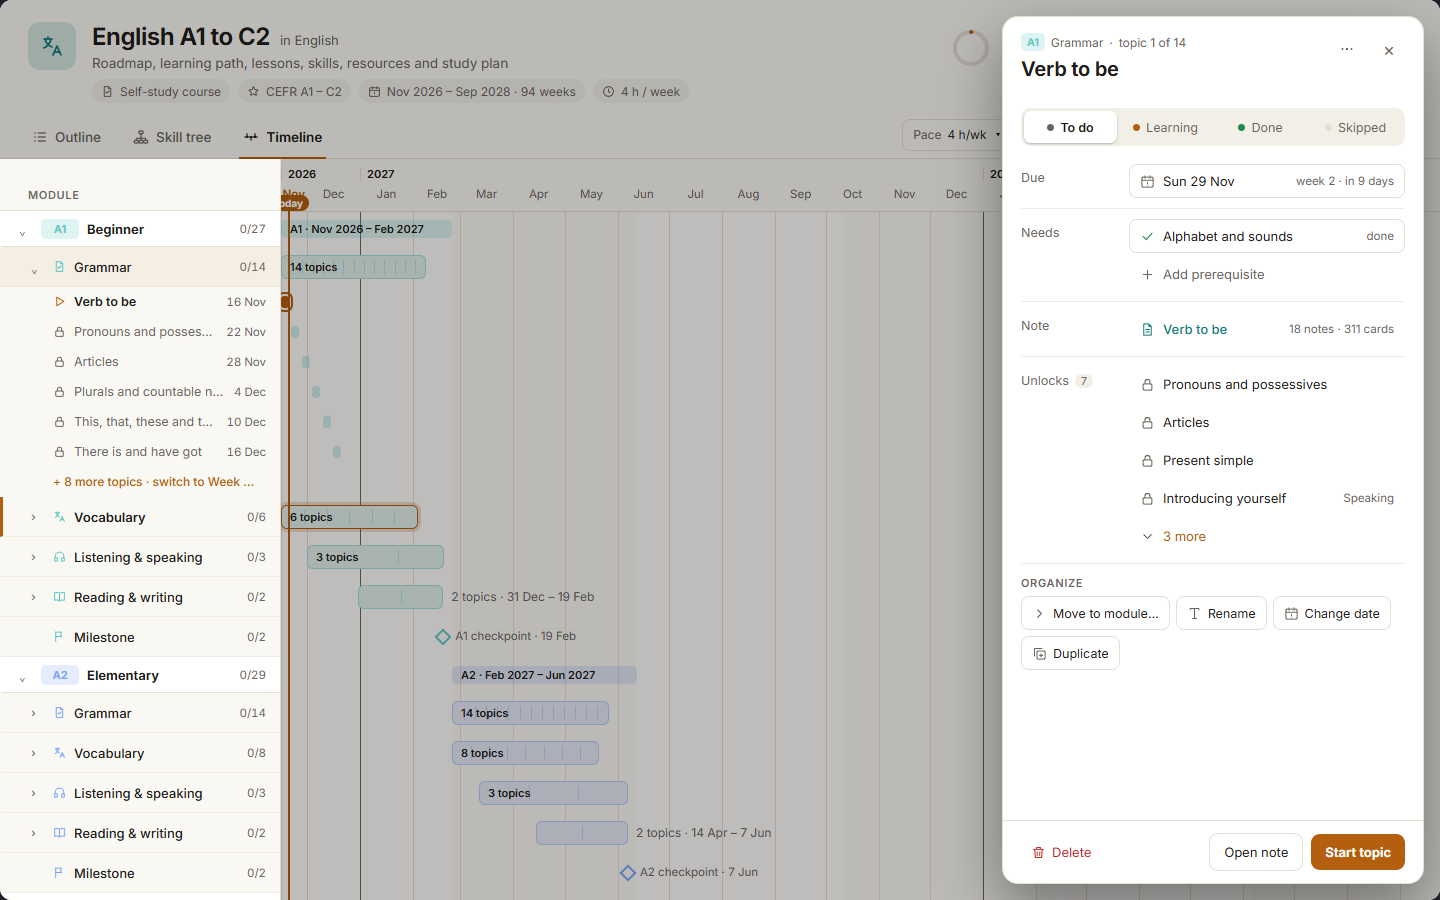 English A1 to C2 in English
Roadmap, learning path, lessons, skills, resources and study plan
Self-study course
CEFR A1 – C2
Nov 2026 – Sep 2028 · 94 weeks
4 h / week
Outline
Skill tree
Timeline
Pace 4 h/wk
MODULE
2026
2027
Nov
Dec
Jan
Feb
Mar
Apr
May
Jun
Jul
Aug
Sep
Oct
Nov
Dec
A1 Beginner 0/27
A1 · Nov 2026 – Feb 2027
Grammar 0/14
14 topics
Verb to be 16 Nov
Pronouns and posses... 22 Nov
Articles 28 Nov
Plurals and countable n... 4 Dec
This, that, these and t... 10 Dec
There is and have got 16 Dec
+ 8 more topics · switch to Week ...
Vocabulary 0/6
6 topics
Listening & speaking 0/3
3 topics
Reading & writing 0/2
2 topics · 31 Dec – 19 Feb
Milestone 0/2
A1 checkpoint · 19 Feb
A2 Elementary 0/29
A2 · Feb 2027 – Jun 2027
Grammar 0/14
14 topics
Vocabulary 0/8
8 topics
Listening & speaking 0/3
3 topics
Reading & writing 0/2
2 topics · 14 Apr – 7 Jun
Milestone 0/2
A2 checkpoint · 7 Jun
A1 Grammar · topic 1 of 14
Verb to be
To do
Learning
Done
Skipped
Due
Sun 29 Nov week 2 · in 9 days
Needs
Alphabet and sounds done
Add prerequisite
Note
Verb to be 18 notes · 311 cards
Unlocks 7
Pronouns and possessives
Articles
Present simple
Introducing yourself Speaking
3 more
ORGANIZE
Move to module...
Rename
Change date
Duplicate
Delete
Open note
Start topic